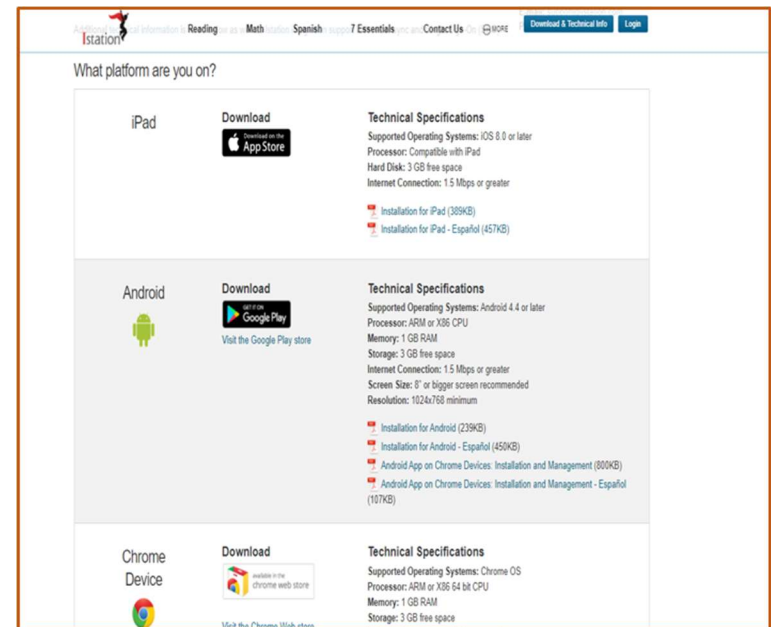 Istation
Reading Math Spanish 7 Essentials Contact Us MORE Download & Technical Info Login
What platform are you on?
iPad
Download
Download on the
App Store
Technical Specifications
Supported Operating Systems: iOS 8.0 or later
Processor: Compatible with iPad
Hard Disk: 3 GB free space
Internet Connection: 1.5 Mbps or greater
Installation for iPad (389KB)
Installation for iPad - Español (457KB)
Android
Download
GET IT ON
Google Play
Visit the Google Play store
Technical Specifications
Supported Operating Systems: Android 4.4 or later
Processor: ARM or X86 CPU
Memory: 1 GB RAM
Storage: 3 GB free space
Internet Connection: 1.5 Mbps or greater
Screen Size: 8" or bigger screen recommended
Resolution: 1024x768 minimum
Installation for Android (239KB)
Installation for Android - Español (450KB)
Android App on Chrome Devices: Installation and Management (800KB)
Android App on Chrome Devices: Installation and Management - Español
(107KB)
Chrome
Device
Download
available in the
chrome web store
Visit the Chrome Web store
Technical Specifications
Supported Operating Systems: Chrome OS
Processor: ARM or X86 64 bit CPU
Memory: 1 GB RAM
Storage: 3 GB free space